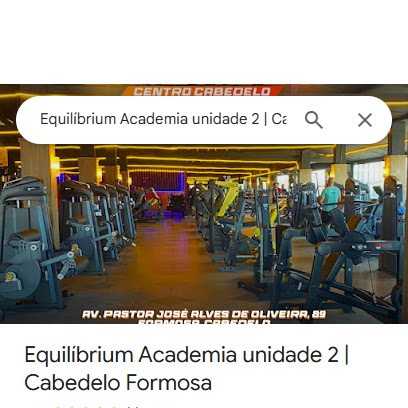 CENTRO CABEDELO
Equilíbrium Academia unidade 2 | Ca
AV. PASTOR JOSÉ ALVES DE OLIVEIRA, 89
FORMOSA CABEDELO
Equilíbrium Academia unidade 2 |
Cabedelo Formosa